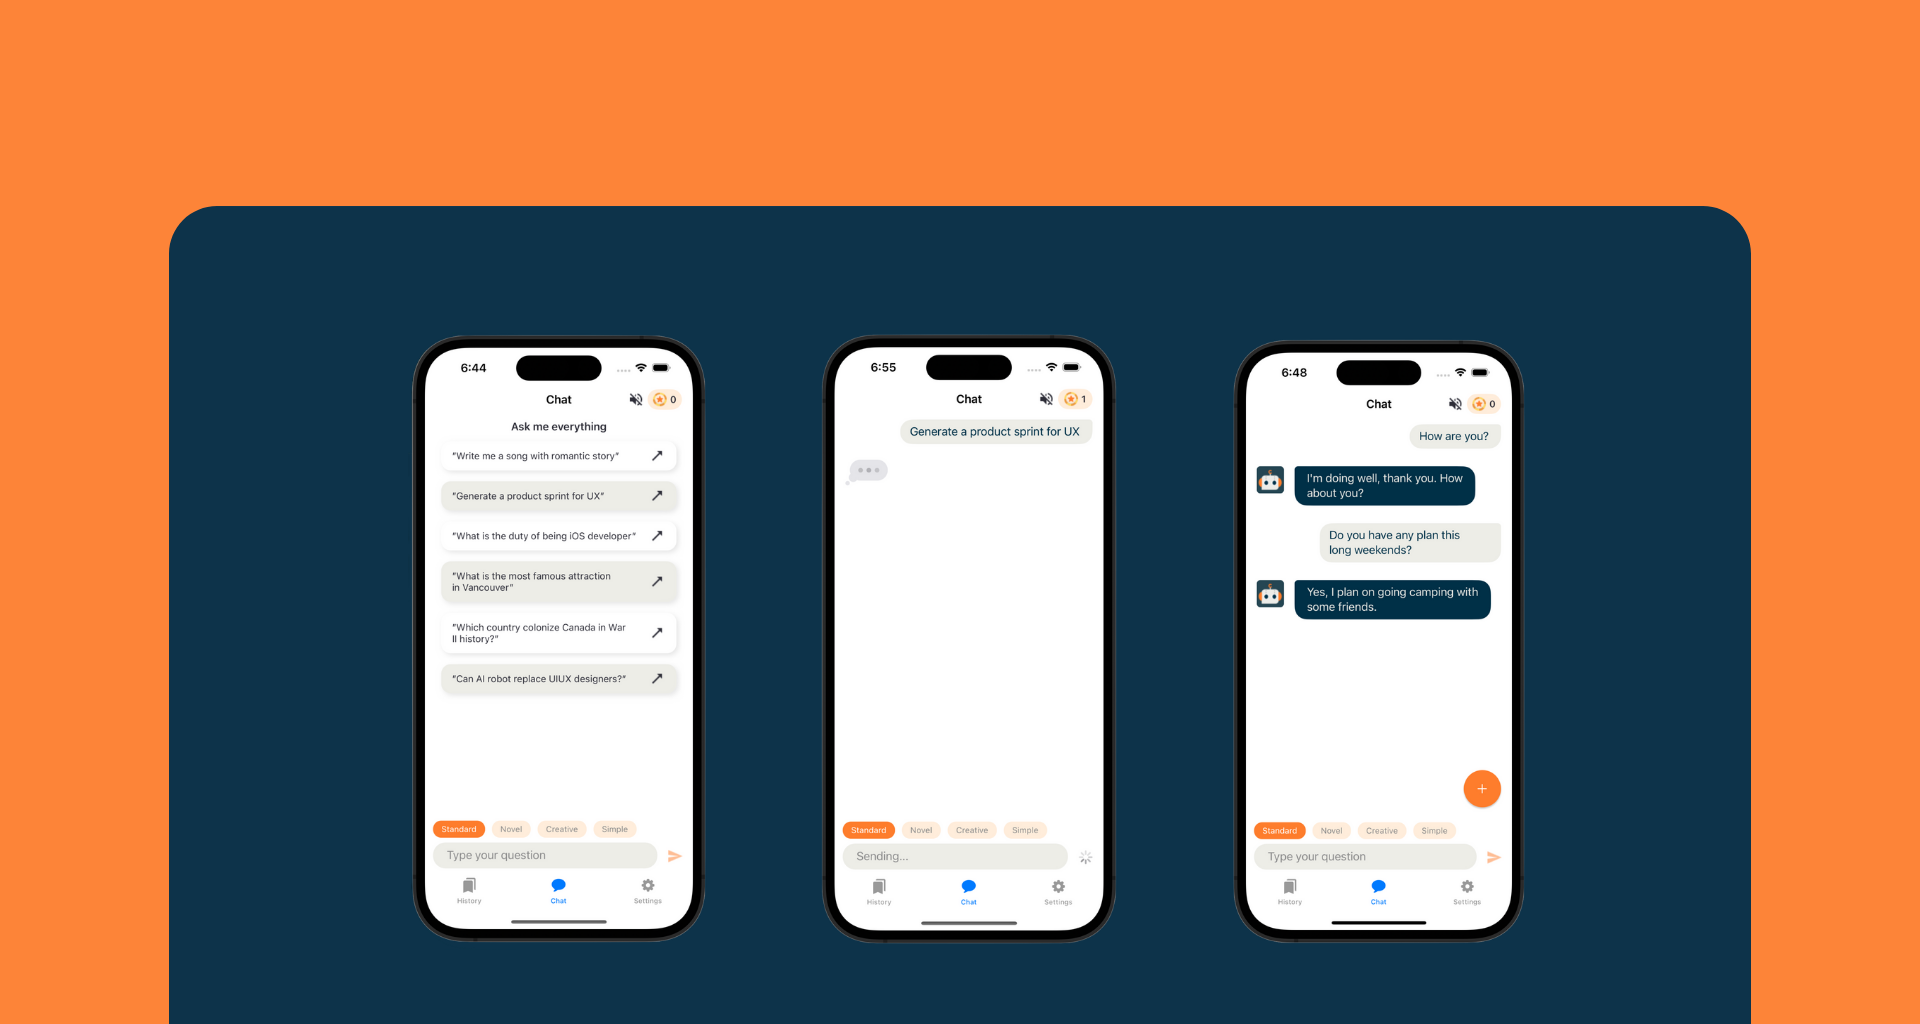 6:44
Chat
0
Ask me everything
"Write me a song with romantic story"
"Generate a product sprint for UX"
"What is the duty of being iOS developer"
"What is the most famous attraction
in Vancouver"
"Which country colonize Canada in War
II history?"
"Can AI robot replace UIUX designers?"
Standard Novel Creative Simple
Type your question
History Chat Settings
6:55
Chat
1
Generate a product sprint for UX
Standard Novel Creative Simple
Sending...
History Chat Settings
6:48
Chat
0
How are you?
I'm doing well, thank you. How
about you?
Do you have any plan this
long weekends?
Yes, I plan on going camping with
some friends.
Standard Novel Creative Simple
Type your question
History Chat Settings